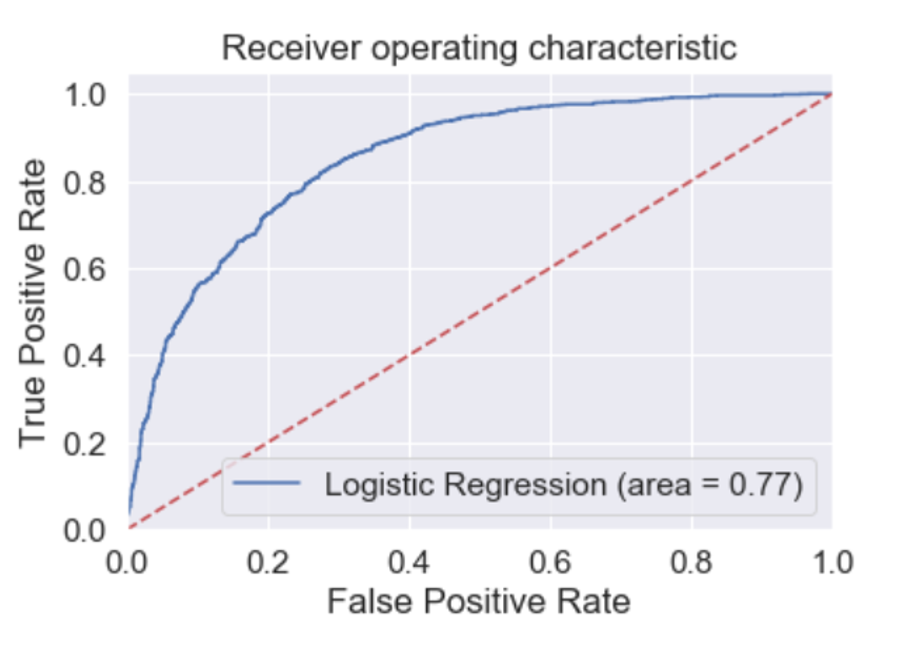 Receiver operating characteristic
1.0
0.8
0.6
0.4
0.2
0.0
True Positive Rate
Logistic Regression (area = 0.77)
0.0 0.2 0.4 0.6 0.8 1.0
False Positive Rate